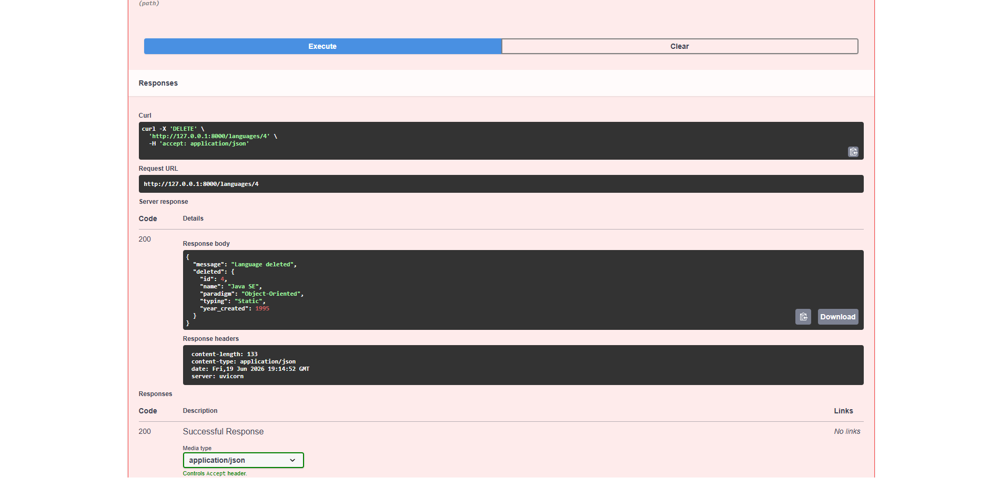 (path)
Execute
Clear
Responses
Curl
curl -X 'DELETE' \
  'http://127.0.0.1:8000/languages/4' \
  -H 'accept: application/json'
Request URL
http://127.0.0.1:8000/languages/4
Server response
Code Details
200
Response body
{
  "message": "Language deleted",
  "deleted": {
    "id": 4,
    "name": "Java SE",
    "paradigm": "Object-Oriented",
    "typing": "Static",
    "year_created": 1995
  }
}
Download
Response headers
content-length: 133
content-type: application/json
date: Fri,19 Jun 2026 19:14:52 GMT
server: uvicorn
Responses
Code Description Links
200 Successful Response No links
Media type
application/json
Controls Accept header.